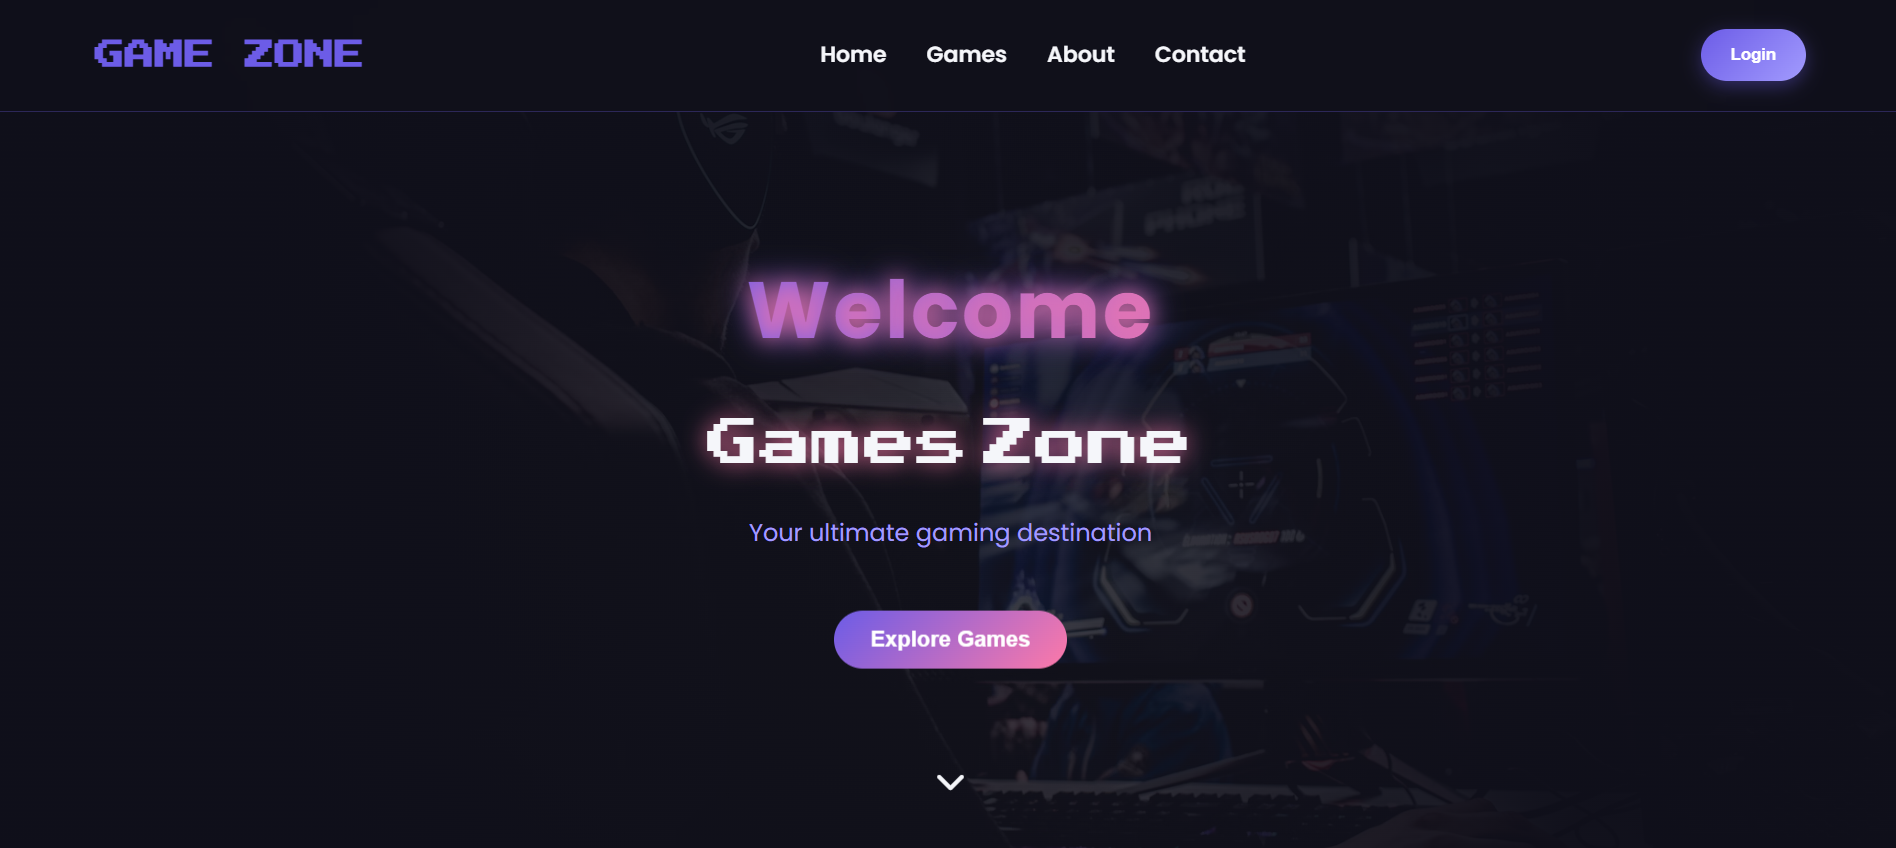 GAME ZONE
Home Games About Contact
Login
Welcome
Games Zone
Your ultimate gaming destination
Explore Games